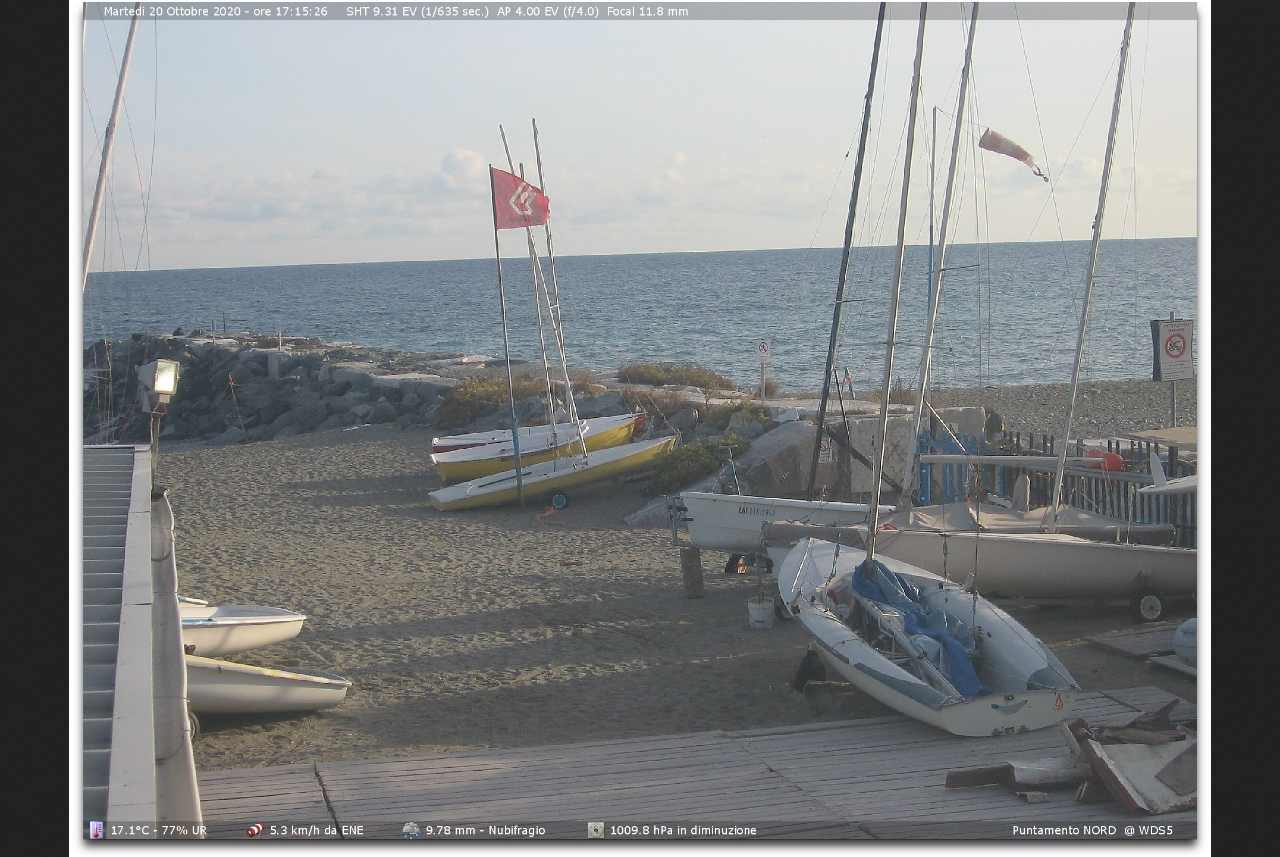 Martedi 20 Ottobre 2020 - ore 17:15:26 SHT 9.31 EV (1/635 sec.) AP 4.00 EV (f/4.0) Focal 11.8 mm
17.1°C - 77% UR 5.3 km/h da ENE 9.78 mm - Nubifragio 1009.8 hPa in diminuzione Puntamento NORD @ WDS5